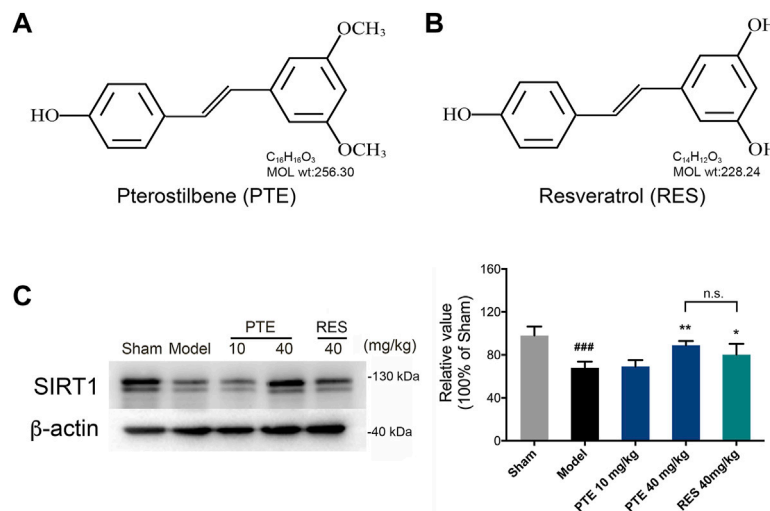 A
OCH₃
HO
OCH₃
C₁₆H₁₆O₃
MOL wt:256.30
Pterostilbene (PTE)
B
OH
HO
OH
C₁₄H₁₂O₃
MOL wt:228.24
Resveratrol (RES)
C
PTE RES
Sham Model 10 40 40 (mg/kg)
SIRT1 -130 kDa
β-actin -40 kDa
Relative value
(100% of Sham)
160
120
80
40
0
###
**
n.s.
*
Sham
Model
PTE 10 mg/kg
PTE 40 mg/kg
RES 40mg/kg